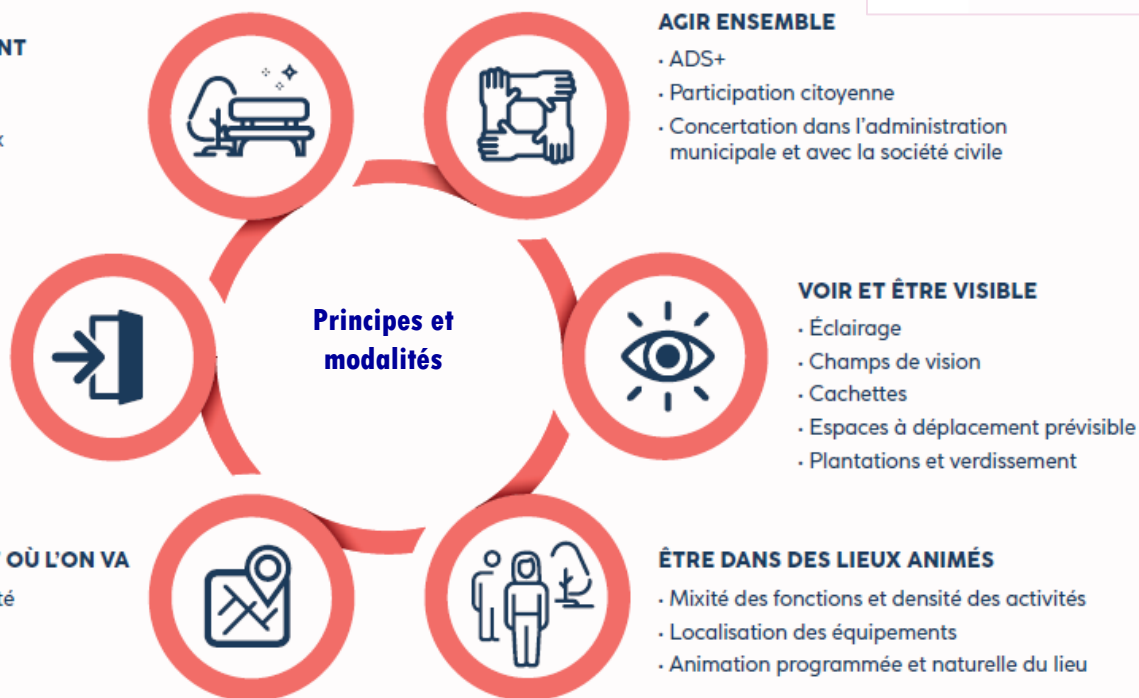 NT
AGIR ENSEMBLE
· ADS+
· Participation citoyenne
· Concertation dans l'administration
municipale et avec la société civile
Principes et
modalités
VOIR ET ÊTRE VISIBLE
· Éclairage
· Champs de vision
· Cachettes
· Espaces à déplacement prévisible
· Plantations et verdissement
OÙ L'ON VA
té
ÊTRE DANS DES LIEUX ANIMÉS
· Mixité des fonctions et densité des activités
· Localisation des équipements
· Animation programmée et naturelle du lieu